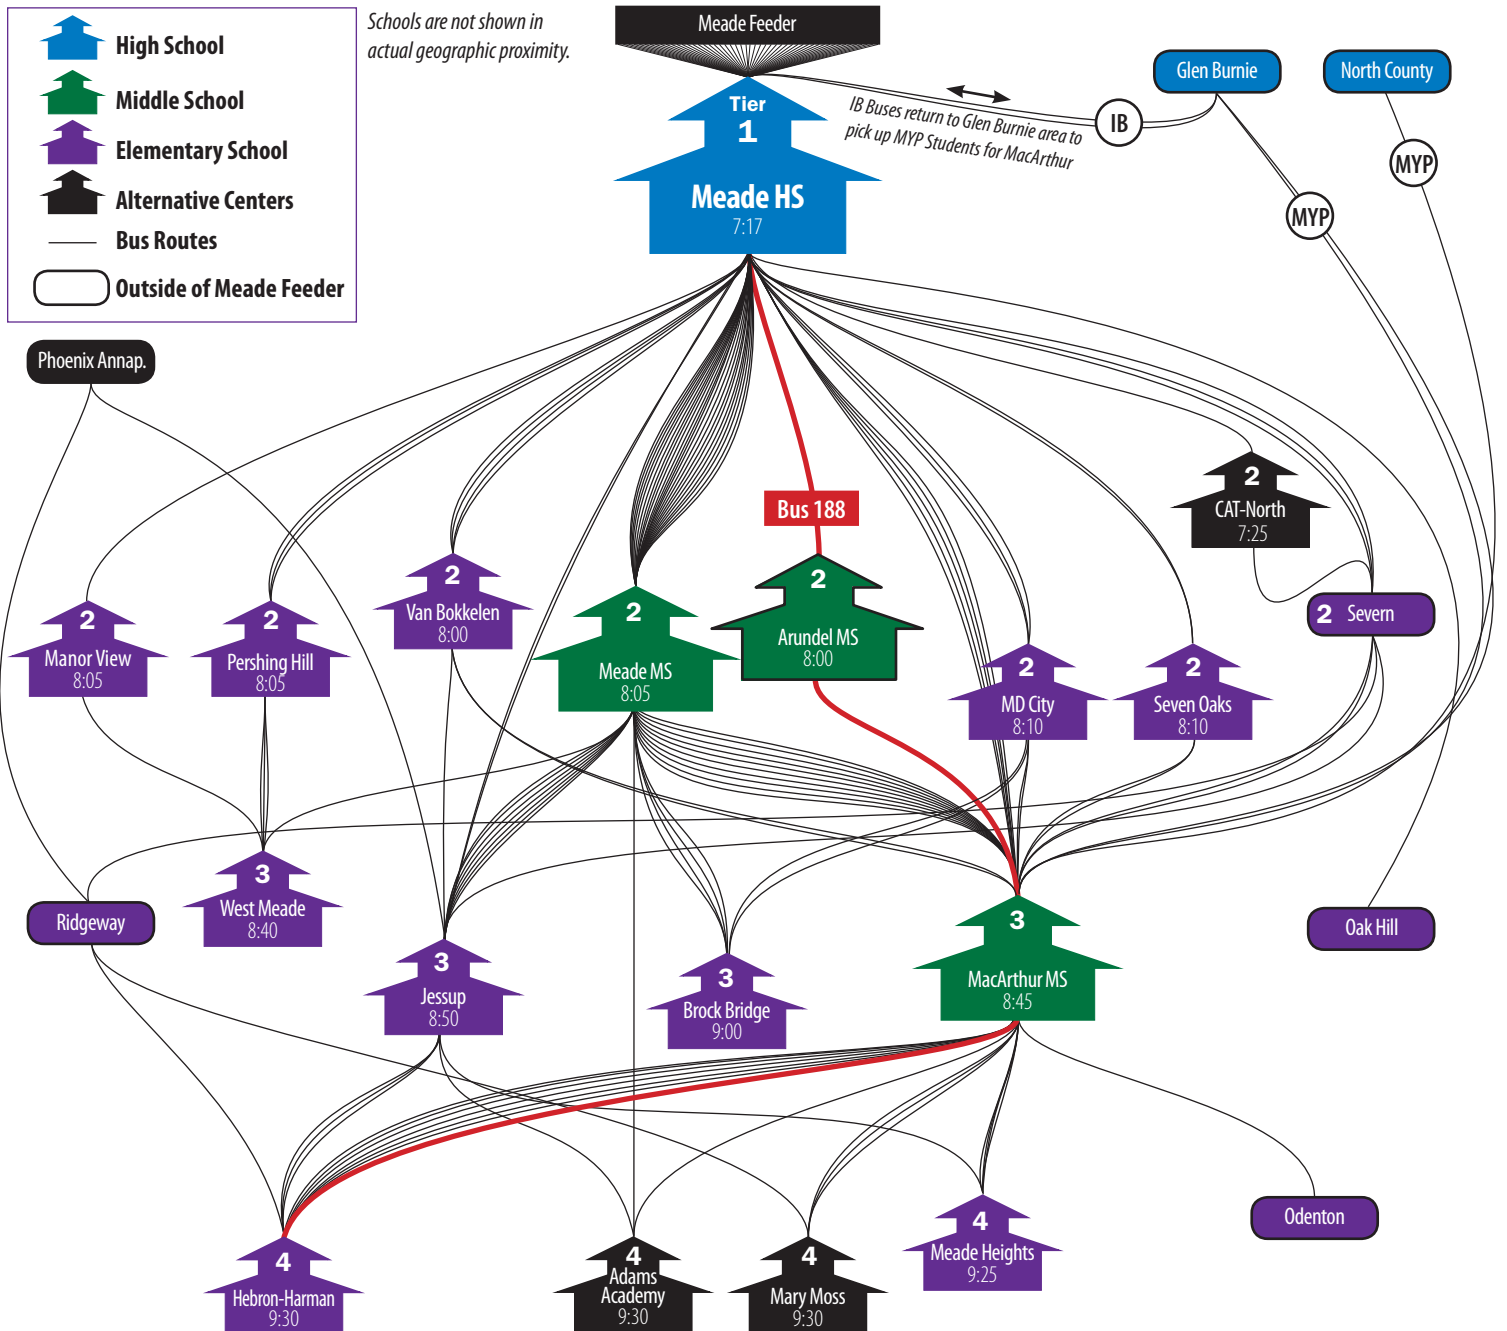 High School
Middle School
Elementary School
Alternative Centers
Bus Routes
Outside of Meade Feeder
Schools are not shown in
actual geographic proximity.
Meade Feeder
Glen Burnie
North County
IB
IB Buses return to Glen Burnie area to
pick up MYP Students for MacArthur
MYP
MYP
Tier
1
Meade HS
7:17
Phoenix Annap.
Bus 188
2
CAT-North
7:25
2
Manor View
8:05
2
Pershing Hill
8:05
2
Van Bokkelen
8:00
2
Meade MS
8:05
2
Arundel MS
8:00
2
MD City
8:10
2
Seven Oaks
8:10
2 Severn
Ridgeway
3
West Meade
8:40
3
Jessup
8:50
3
Brock Bridge
9:00
3
MacArthur MS
8:45
Oak Hill
4
Hebron-Harman
9:30
4
Adams
Academy
9:30
4
Mary Moss
9:30
4
Meade Heights
9:25
Odenton